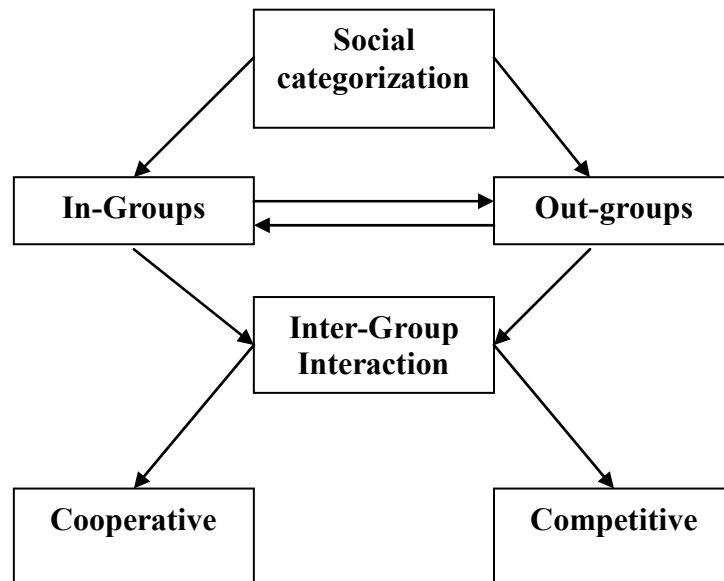 Social
categorization
In-Groups
Out-groups
Inter-Group
Interaction
Cooperative
Competitive